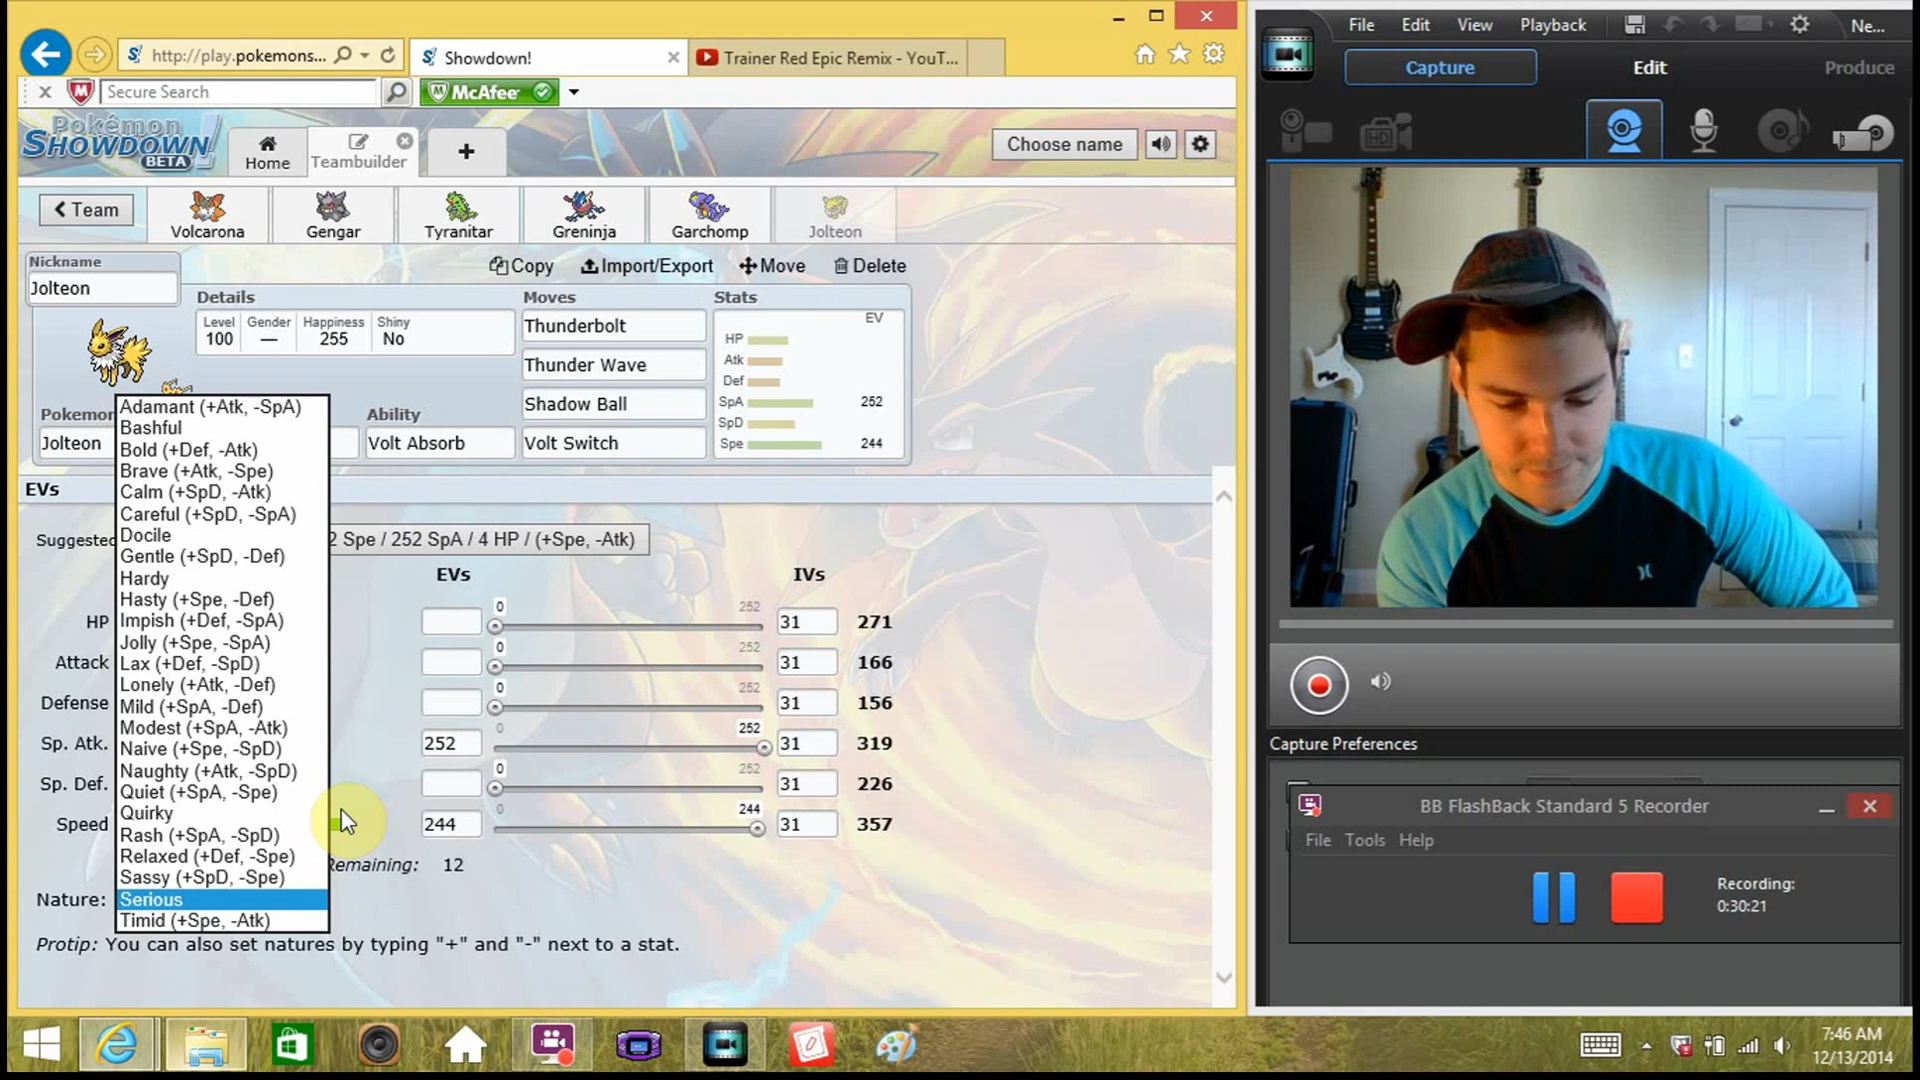 http://play.pokemons...
Showdown!
Trainer Red Epic Remix - YouT...
Secure Search
McAfee
Pokémon
SHOWDOWN!
BETA
Home
Teambuilder
Choose name
Team
Volcarona
Gengar
Tyranitar
Greninja
Garchomp
Jolteon
Nickname
Jolteon
Copy
Import/Export
Move
Delete
Details
Level
Gender
Happiness
Shiny
100
—
255
No
Moves
Thunderbolt
Thunder Wave
Shadow Ball
Volt Switch
Stats
EV
HP
Atk
Def
SpA 252
SpD
Spe 244
Pokemon
Jolteon
Ability
Volt Absorb
Adamant (+Atk, -SpA)
Bashful
Bold (+Def, -Atk)
Brave (+Atk, -Spe)
Calm (+SpD, -Atk)
Careful (+SpD, -SpA)
Docile
Gentle (+SpD, -Def)
Hardy
Hasty (+Spe, -Def)
Impish (+Def, -SpA)
Jolly (+Spe, -SpA)
Lax (+Def, -SpD)
Lonely (+Atk, -Def)
Mild (+SpA, -Def)
Modest (+SpA, -Atk)
Naive (+Spe, -SpD)
Naughty (+Atk, -SpD)
Quiet (+SpA, -Spe)
Quirky
Rash (+SpA, -SpD)
Relaxed (+Def, -Spe)
Sassy (+SpD, -Spe)
Serious
Timid (+Spe, -Atk)
EVs
Suggested
2 Spe / 252 SpA / 4 HP / (+Spe, -Atk)
EVs
IVs
HP 0 252 31 271
Attack 0 252 31 166
Defense 0 252 31 156
Sp. Atk. 252 0 252 31 319
Sp. Def. 0 252 31 226
Speed 244 0 244 31 357
Remaining: 12
Nature:
Protip: You can also set natures by typing "+" and "-" next to a stat.
File Edit View Playback
Ne...
Capture
Edit
Produce
HD
Capture Preferences
BB FlashBack Standard 5 Recorder
File Tools Help
Recording:
0:30:21
7:46 AM
12/13/2014